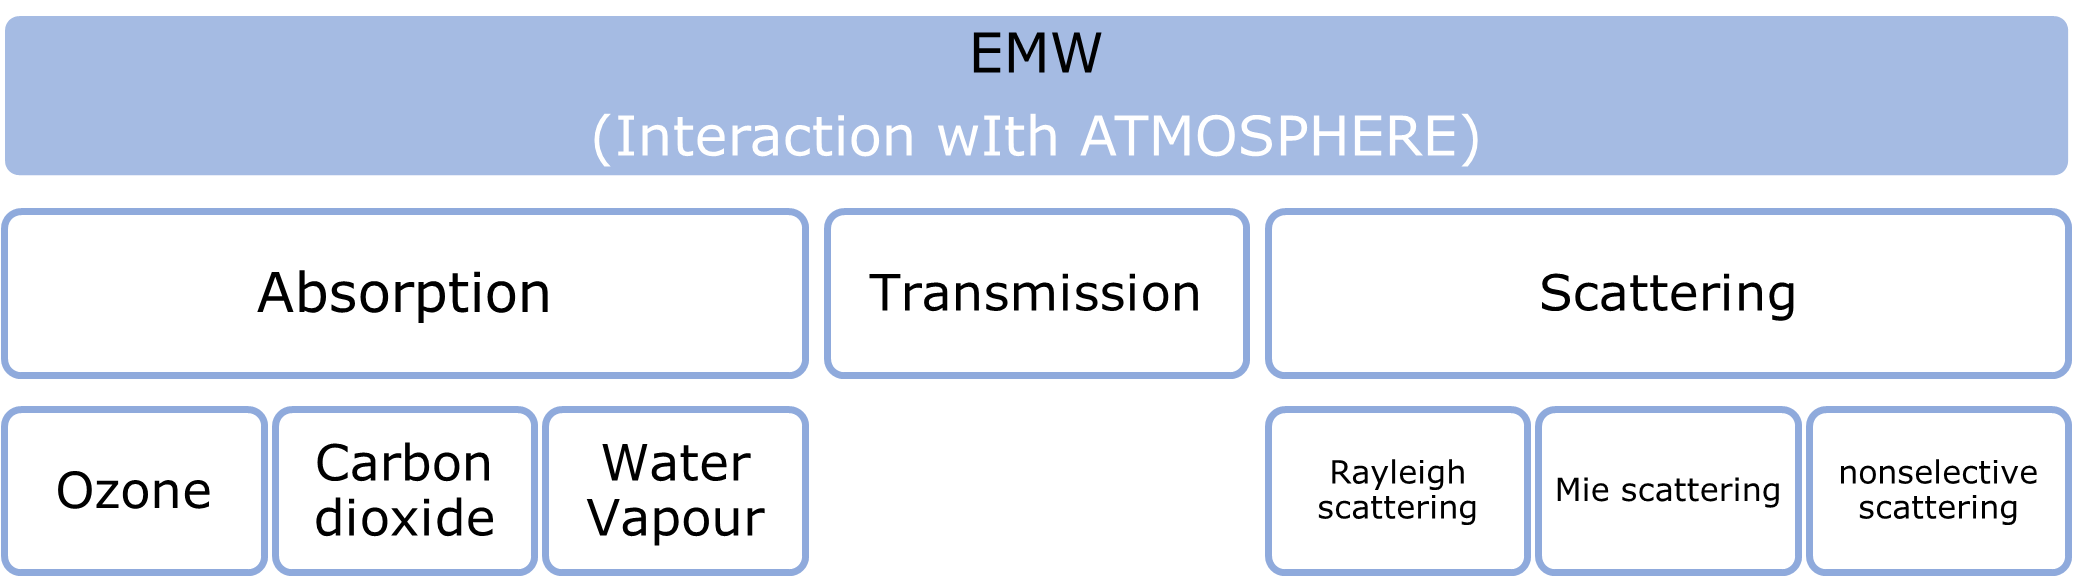 EMW
(Interaction wIth ATMOSPHERE)
Absorption
Transmission
Scattering
Ozone
Carbon
dioxide
Water
Vapour
Rayleigh
scattering
Mie scattering
nonselective
scattering